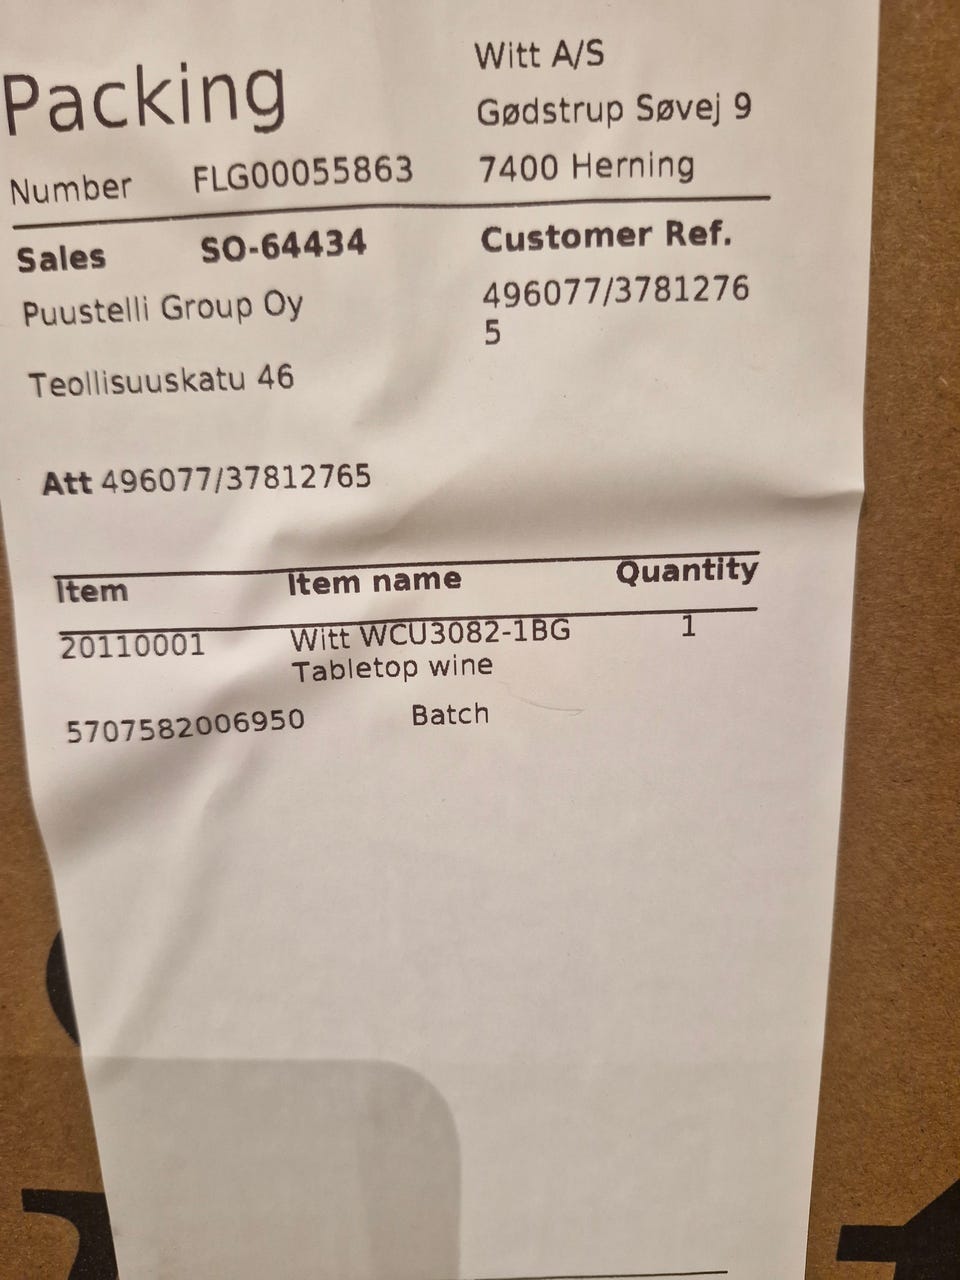 Packing
Witt A/S
Gødstrup Søvej 9
7400 Herning
Number FLG00055863
Sales SO-64434
Puustelli Group Oy
Teollisuuskatu 46
Customer Ref.
496077/3781276
5
Att 496077/37812765
Item Item name Quantity
20110001 Witt WCU3082-1BG 1
Tabletop wine
5707582006950 Batch